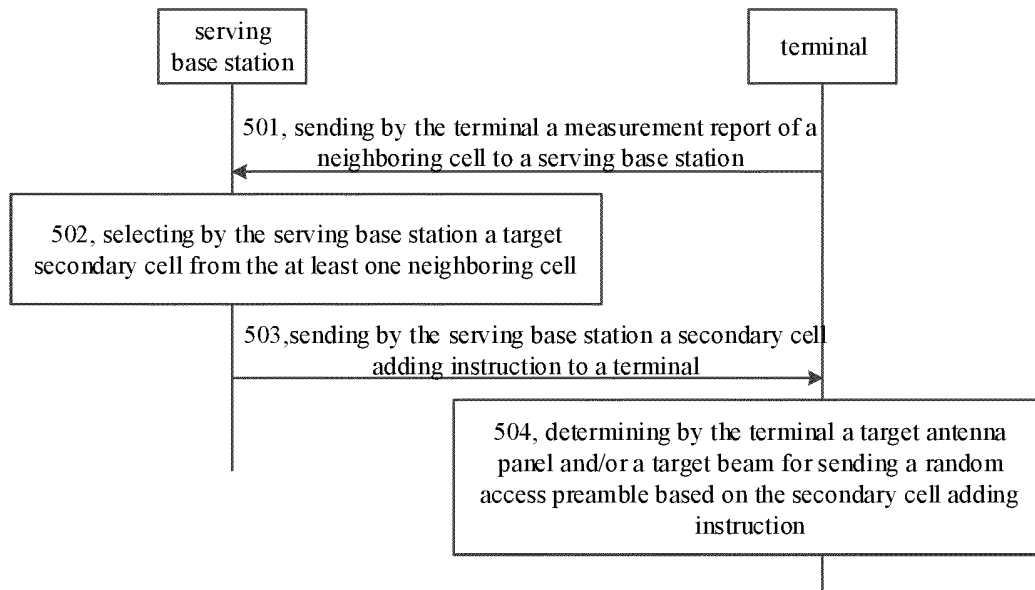 serving
base station
terminal
501, sending by the terminal a measurement report of a
neighboring cell to a serving base station
502, selecting by the serving base station a target
secondary cell from the at least one neighboring cell
503,sending by the serving base station a secondary cell
adding instruction to a terminal
504, determining by the terminal a target antenna
panel and/or a target beam for sending a random
access preamble based on the secondary cell adding
instruction